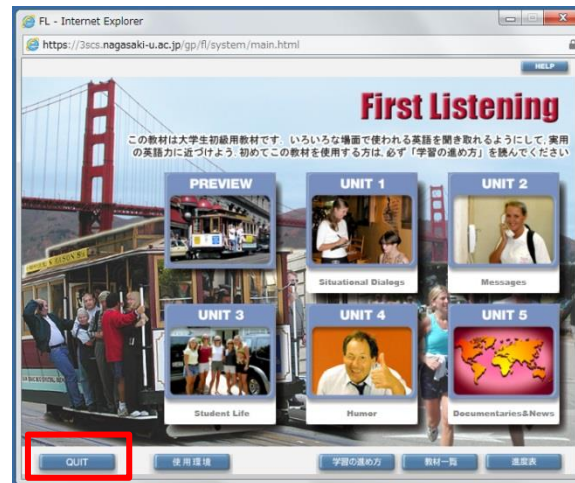 FL - Internet Explorer
https://3scs.nagasaki-u.ac.jp/gp/fl/system/main.html
HELP
First Listening
この教材は大学生初級用教材です. いろいろな場面で使われる英語を聞き取れるようにして, 実用
の英語力に近づけよう. 初めてこの教材を使用する方は, 必ず「学習の進め方」を読んでください
PREVIEW
UNIT 1
UNIT 2
Situational Dialogs
Messages
UNIT 3
UNIT 4
UNIT 5
Student Life
Humor
Documentaries&News
QUIT
使用環境
学習の進め方
教材一覧
進度表